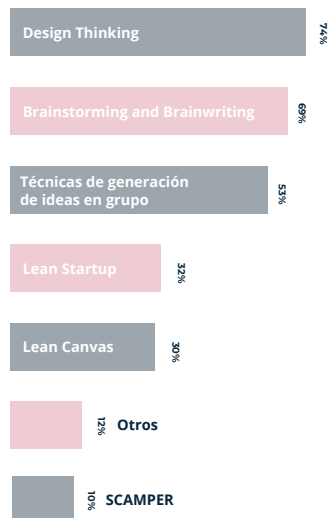 Design Thinking
74%
Brainstorming and Brainwriting
69%
Técnicas de generación
de ideas en grupo
53%
Lean Startup
32%
Lean Canvas
30%
12%
Otros
10%
SCAMPER